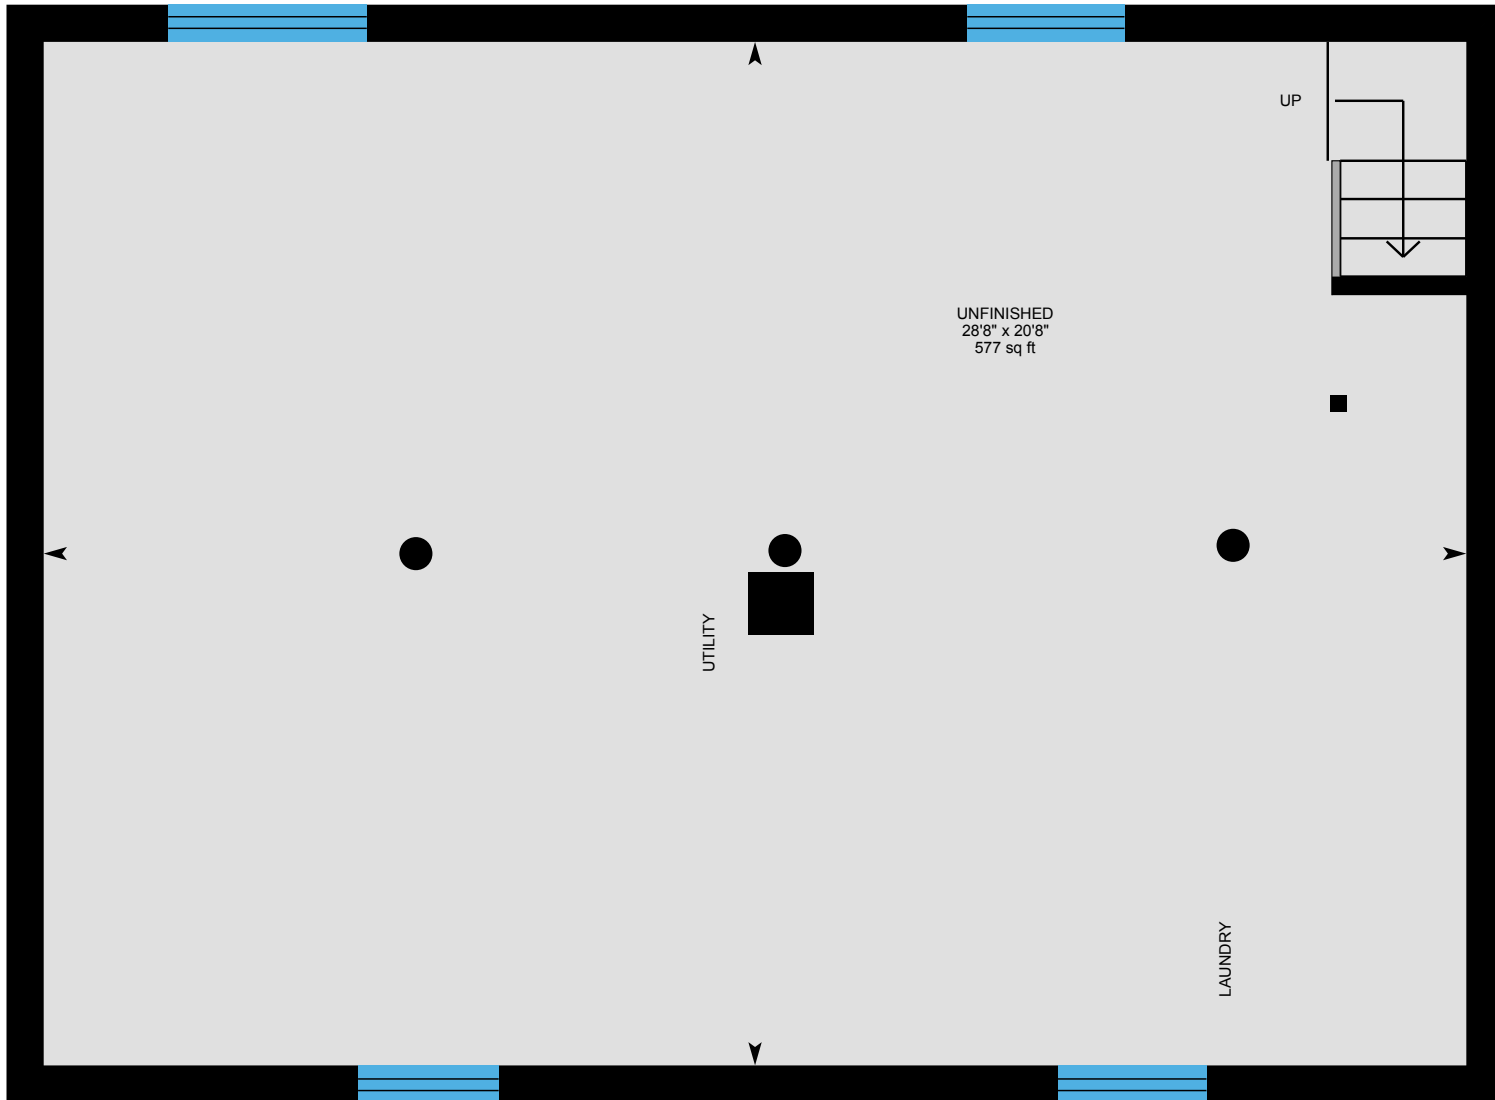 UP
UNFINISHED
28'8" x 20'8"
577 sq ft
UTILITY
LAUNDRY